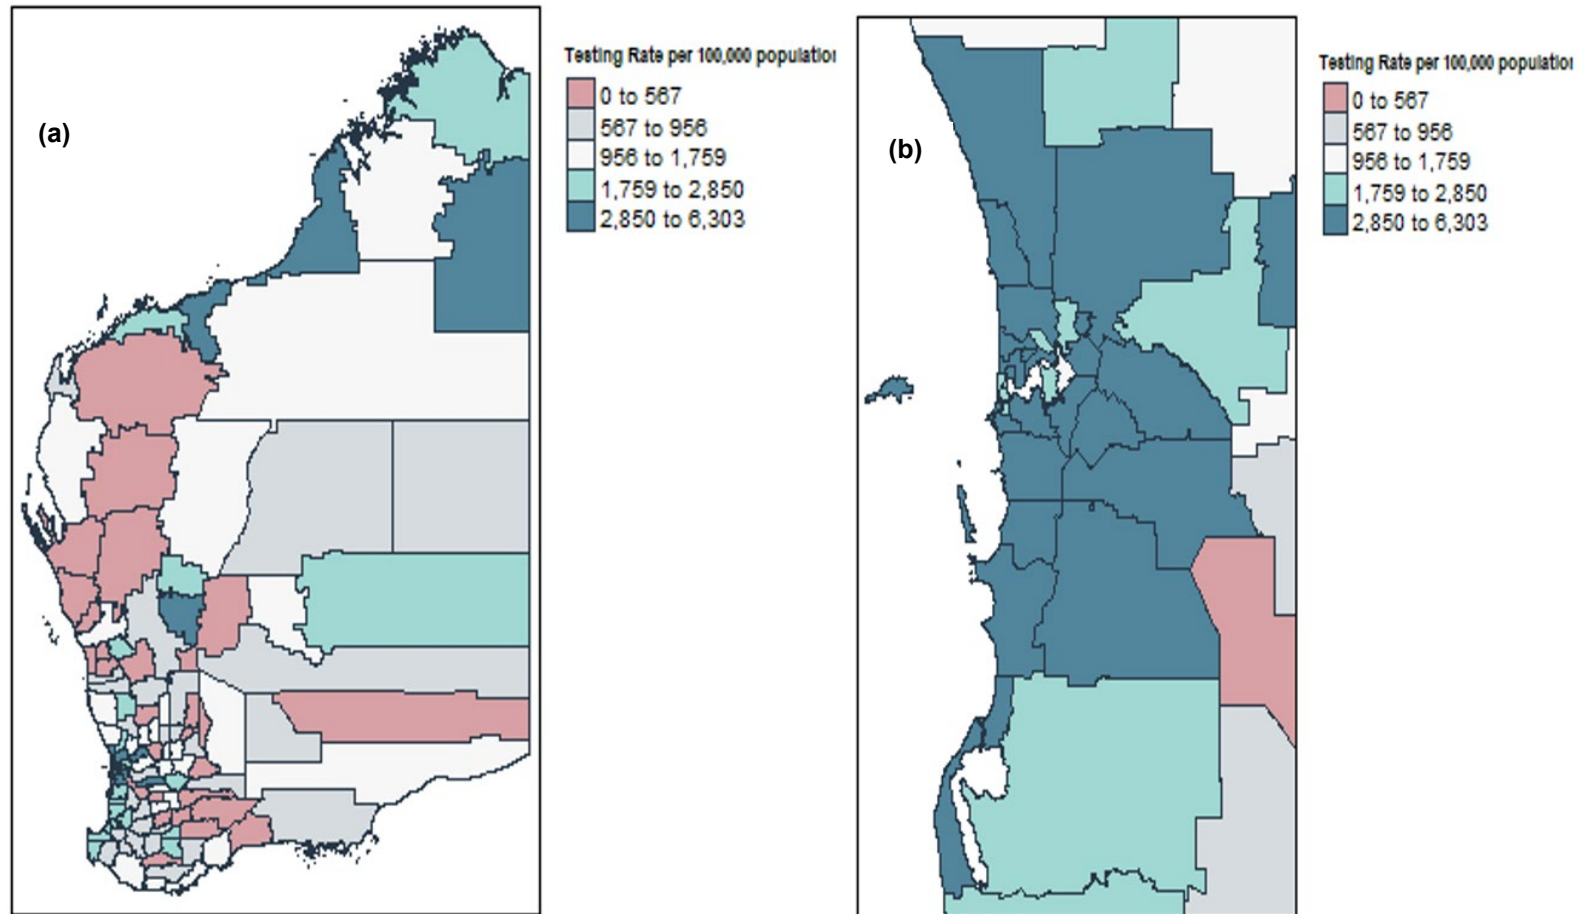 Testing Rate per 100,000 population
0 to 567
567 to 956
956 to 1,759
1,759 to 2,850
2,850 to 6,303
(a)
Testing Rate per 100,000 population
0 to 567
567 to 956
956 to 1,759
1,759 to 2,850
2,850 to 6,303
(b)